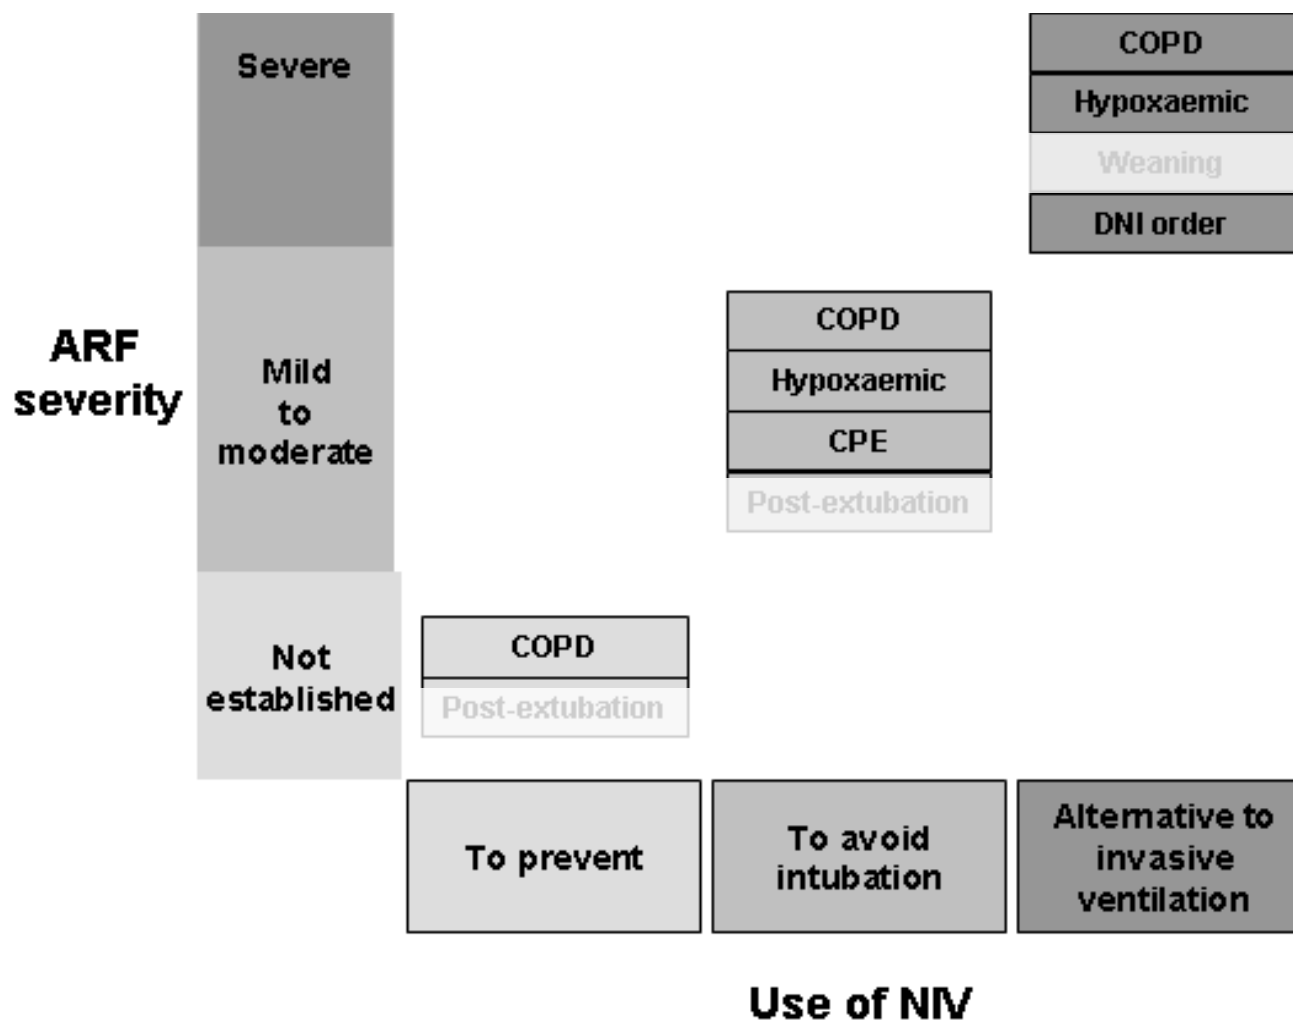 Severe
COPD
Hypoxaemic
Weaning
DNI order
ARF
severity
Mild
to
moderate
COPD
Hypoxaemic
CPE
Post-extubation
Not
established
COPD
Post-extubation
To prevent
To avoid
intubation
Alternative to
invasive
ventilation
Use of NIV